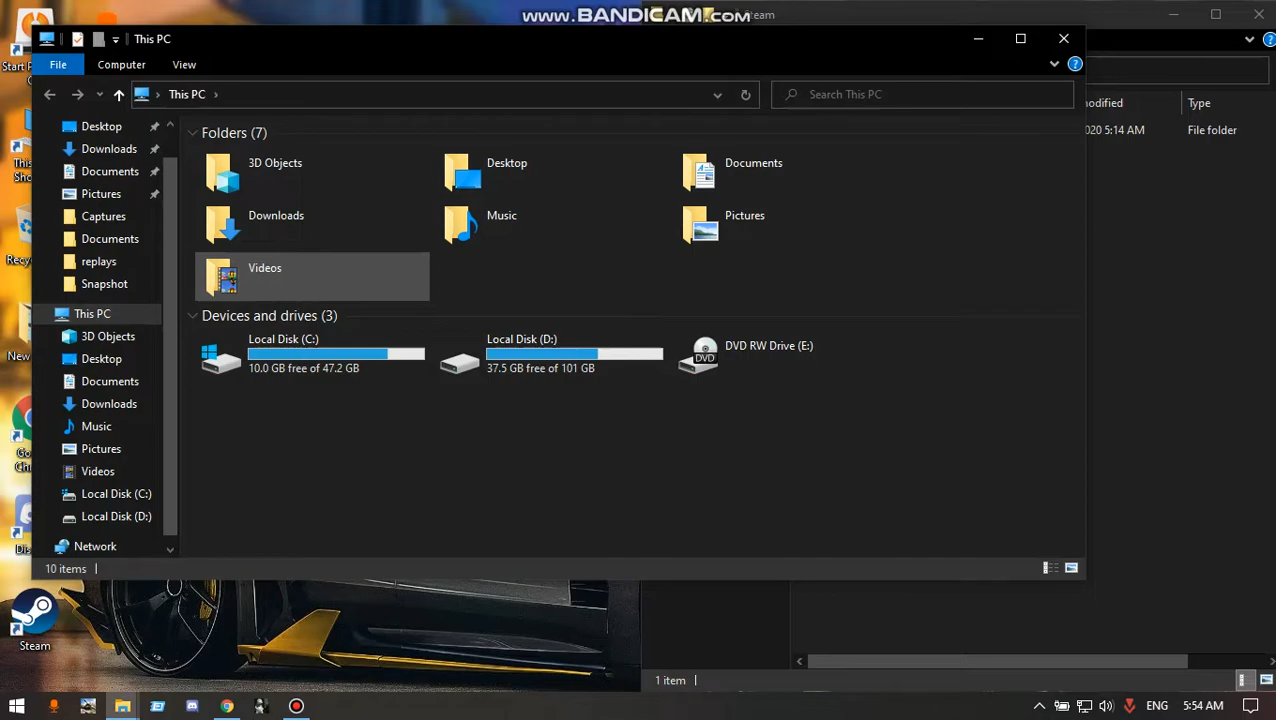 www.BANDICAM.com
Steam
This PC
File
Computer
View
This PC
Search This PC
Desktop
Downloads
Documents
Pictures
Captures
Documents
replays
Snapshot
This PC
3D Objects
Desktop
Documents
Downloads
Music
Pictures
Videos
Local Disk (C:)
Local Disk (D:)
Network
Folders (7)
3D Objects
Desktop
Documents
Downloads
Music
Pictures
Videos
Devices and drives (3)
Local Disk (C:)
10.0 GB free of 47.2 GB
Local Disk (D:)
37.5 GB free of 101 GB
DVD
DVD RW Drive (E:)
10 items
Type
5:14 AM
File folder
1 item
Steam
ENG
5:54 AM